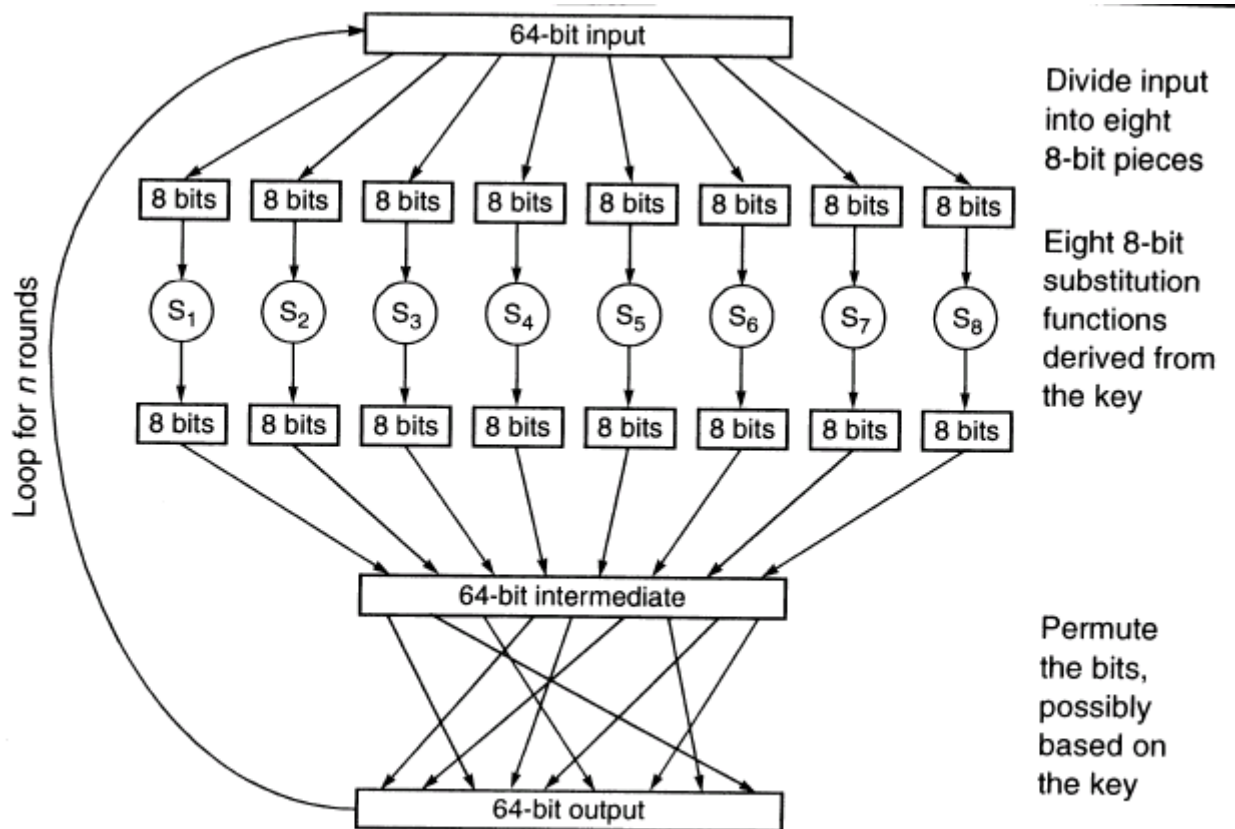 64-bit input
Divide input
into eight
8-bit pieces
8 bits 8 bits 8 bits 8 bits 8 bits 8 bits 8 bits 8 bits
Eight 8-bit
substitution
functions
derived from
the key
S1 S2 S3 S4 S5 S6 S7 S8
8 bits 8 bits 8 bits 8 bits 8 bits 8 bits 8 bits 8 bits
Loop for n rounds
64-bit intermediate
Permute
the bits,
possibly
based on
the key
64-bit output